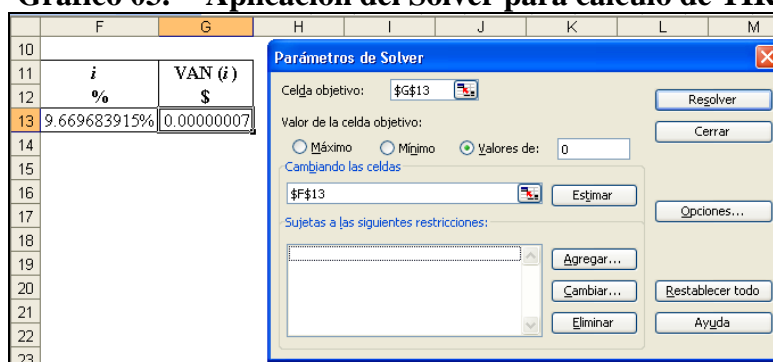 Gráfico 03. Aplicación del Solver para cálculo de TIR
F G H I J K L M
10
11 i VAN (i)
12 % $
13 9.669683915% 0.00000007
14
15
16
17
18
19
20
21
22
23
Parámetros de Solver
Celda objetivo: $G$13
Resolver
Valor de la celda objetivo:
Cerrar
Máximo Mínimo Valores de: 0
Cambiando las celdas
$F$13 Estimar
Opciones...
Sujetas a las siguientes restricciones:
Agregar...
Cambiar... Restablecer todo
Eliminar Ayuda